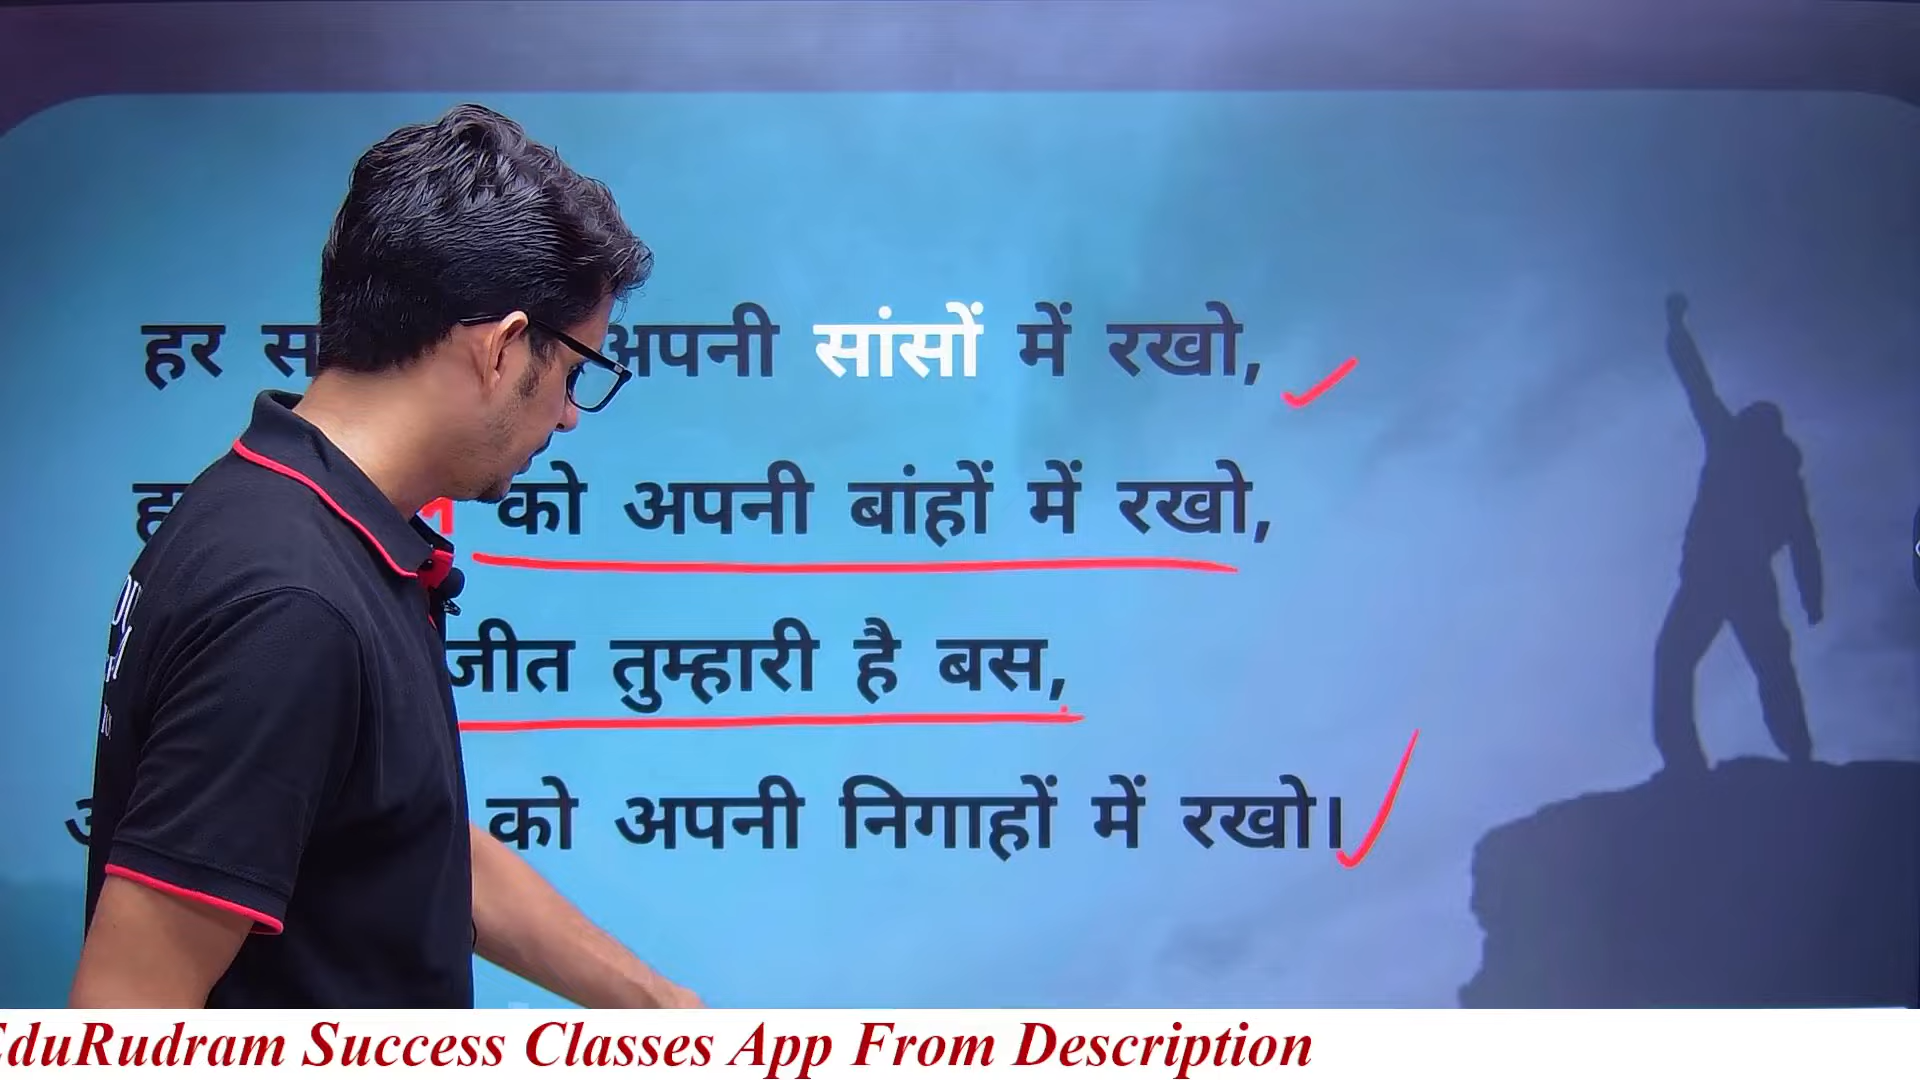 हर अपनी सांसों में रखो,
को अपनी बांहों में रखो,
जीत तुम्हारी है बस,
को अपनी निगाहों में रखो।
EduRudram Success Classes App From Description